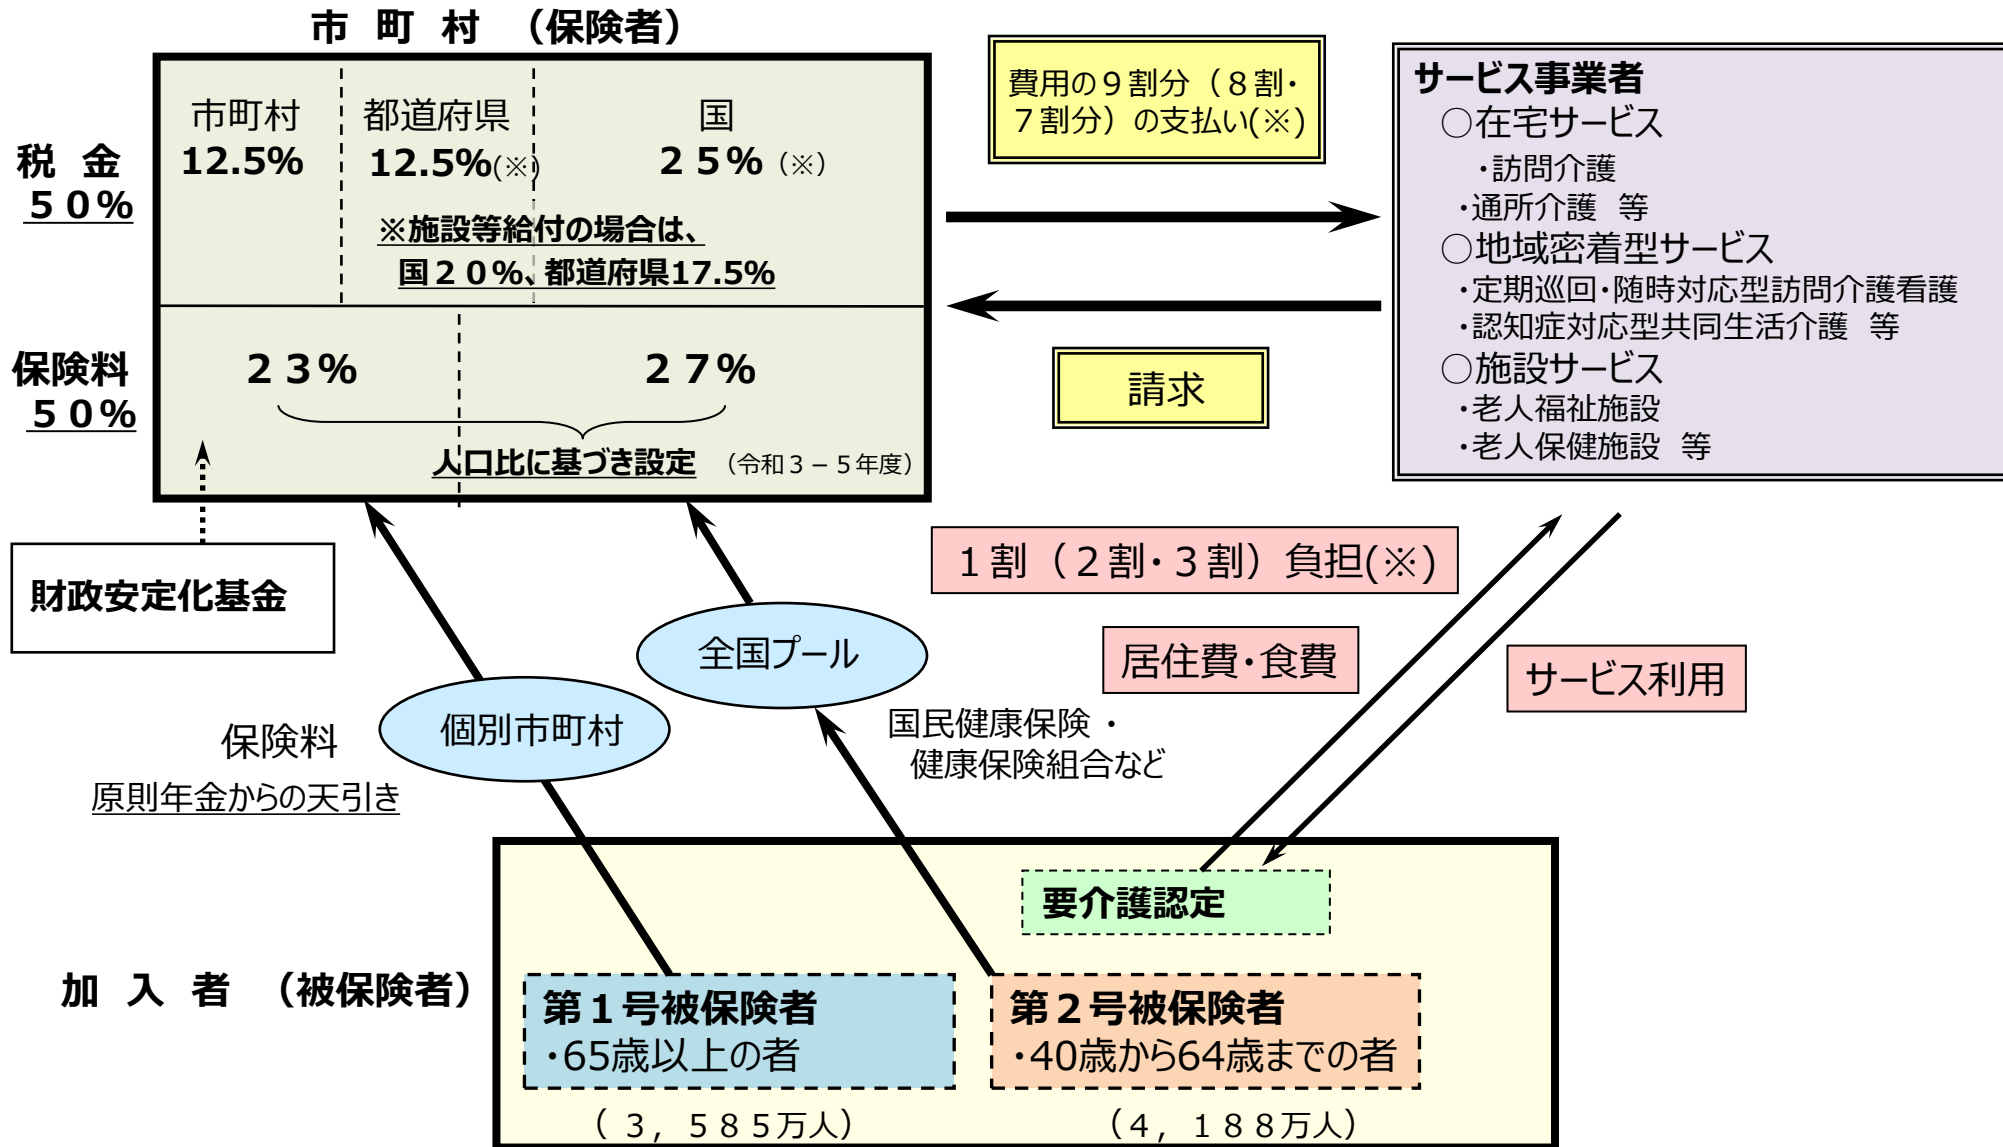 市 町 村 （保険者）
税 金
５０％
市町村
12.5%
都道府県
12.5%(※)
国
２５％（※）
※施設等給付の場合は、
国２０％、都道府県17.5%
保険料
５０％
２３％
２７％
人口比に基づき設定 （令和３－５年度）
財政安定化基金
費用の９割分（８割・
７割分）の支払い(※)
請求
サービス事業者
○在宅サービス
・訪問介護
・通所介護 等
○地域密着型サービス
・定期巡回・随時対応型訪問介護看護
・認知症対応型共同生活介護 等
○施設サービス
・老人福祉施設
・老人保健施設 等
１割（２割・３割）負担(※)
居住費・食費
サービス利用
全国プール
個別市町村
国民健康保険 ・
健康保険組合など
保険料
原則年金からの天引き
加 入 者 （被保険者）
要介護認定
第１号被保険者
・65歳以上の者
（３，５８５万人）
第２号被保険者
・40歳から64歳までの者
（４，１８８万人）